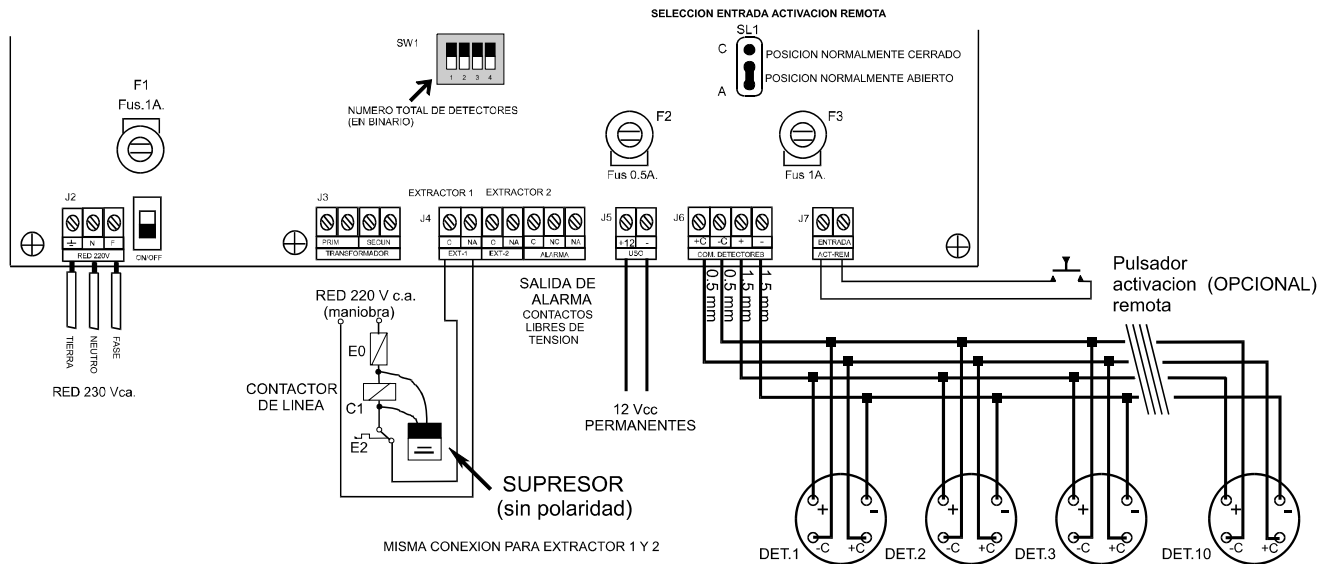 SELECCION ENTRADA ACTIVACION REMOTA
SL1
C
POSICION NORMALMENTE CERRADO
POSICION NORMALMENTE ABIERTO
A
SW1
1 2 3 4
NUMERO TOTAL DE DETECTORES
(EN BINARIO)
F1
Fus.1A.
F2
Fus 0.5A.
F3
Fus 1A.
J2
N F
RED 220V
ON/OFF
J3
PRIM SECUN
TRANSFORMADOR
EXTRACTOR 1 EXTRACTOR 2
J4
C NA C NA C NC NA
EXT-1 EXT-2 ALARMA
J5
+12 -
USO
J6
+C -C + -
COM. DETECTORES
J7
ENTRADA
ACT-REM
TIERRA
NEUTRO
FASE
RED 230 Vca.
RED 220 V c.a.
(maniobra)
E0
CONTACTOR
DE LINEA
C1
E2
SUPRESOR
(sin polaridad)
MISMA CONEXION PARA EXTRACTOR 1 Y 2
SALIDA DE
ALARMA
CONTACTOS
LIBRES DE
TENSION
12 Vcc
PERMANENTES
0.5 mm
0.5 mm
1.5 mm
1.5 mm
Pulsador
activacion (OPCIONAL)
remota
+ -
-C +C
DET.1
+ -
-C +C
DET.2
+ -
-C +C
DET.3
+ -
-C +C
DET.10